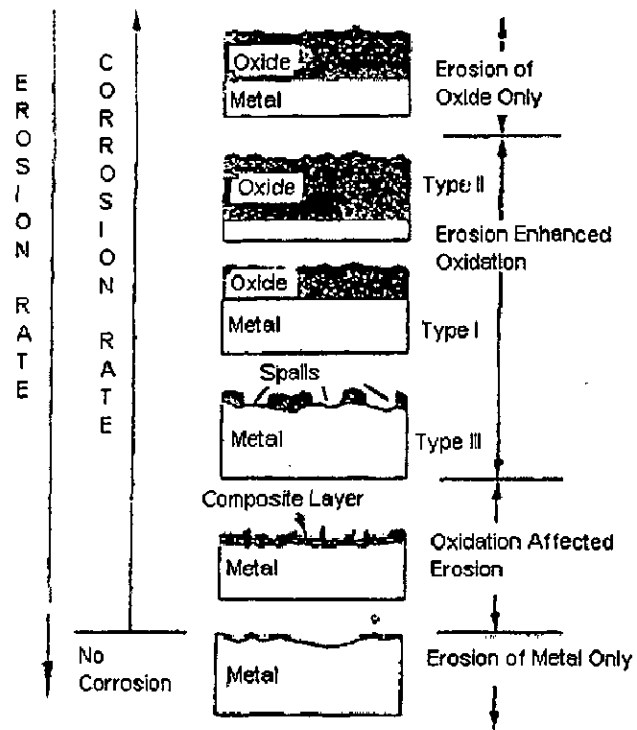 EROSION RATE
CORROSION RATE
Oxide
Metal
Erosion of
Oxide Only
Oxide
Type II
Erosion Enhanced
Oxidation
Oxide
Metal
Type I
Spalls
Metal
Type III
Composite Layer
Metal
Oxidation Affected
Erosion
No
Corrosion
Metal
Erosion of Metal Only